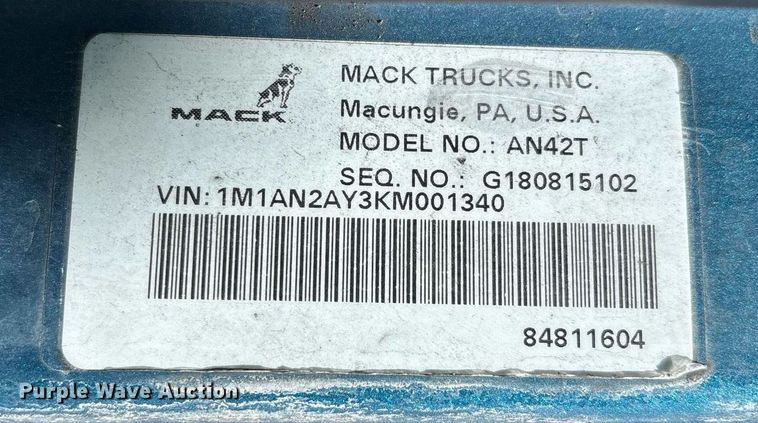 MACK
MACK TRUCKS, INC.
Macungie, PA, U.S.A.
MODEL NO.: AN42T
SEQ. NO.: G180815102
VIN: 1M1AN2AY3KM001340
84811604
Purple Wave Auction